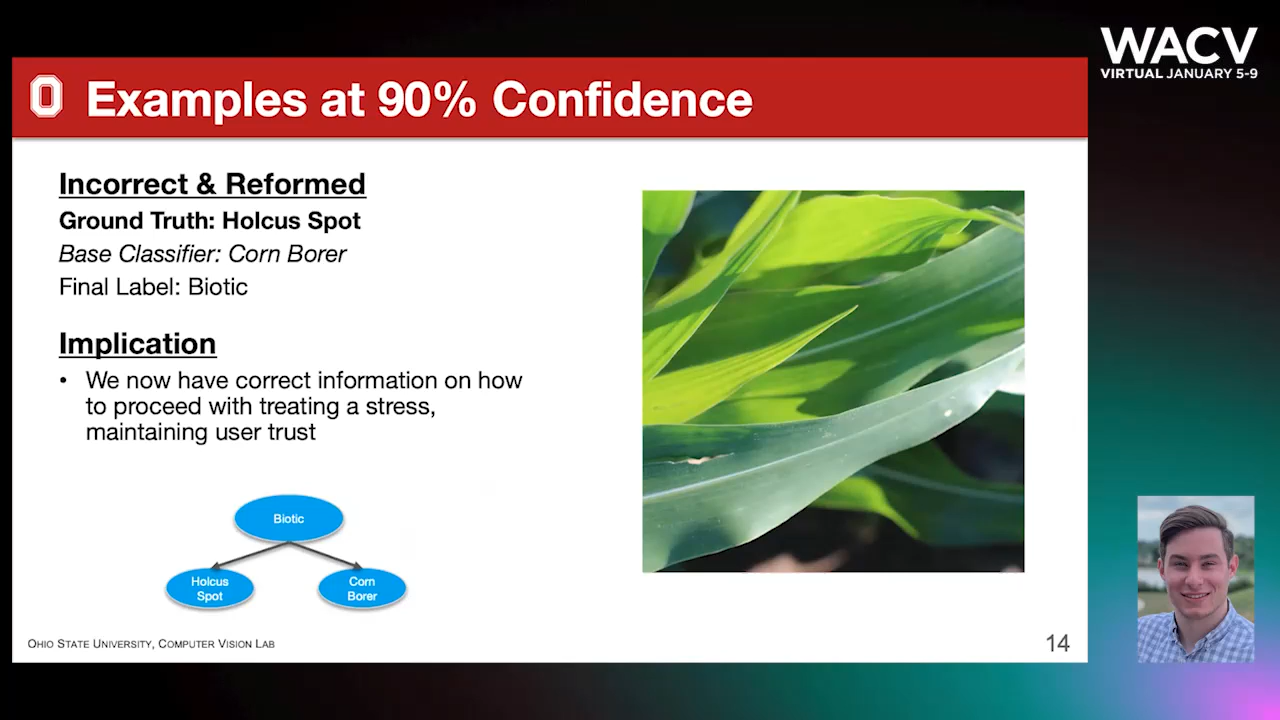 WACV
VIRTUAL JANUARY 5-9
Examples at 90% Confidence
Incorrect & Reformed
Ground Truth: Holcus Spot
Base Classifier: Corn Borer
Final Label: Biotic
Implication
• We now have correct information on how
to proceed with treating a stress,
maintaining user trust
Biotic
Holcus
Spot
Corn
Borer
OHIO STATE UNIVERSITY, COMPUTER VISION LAB
14